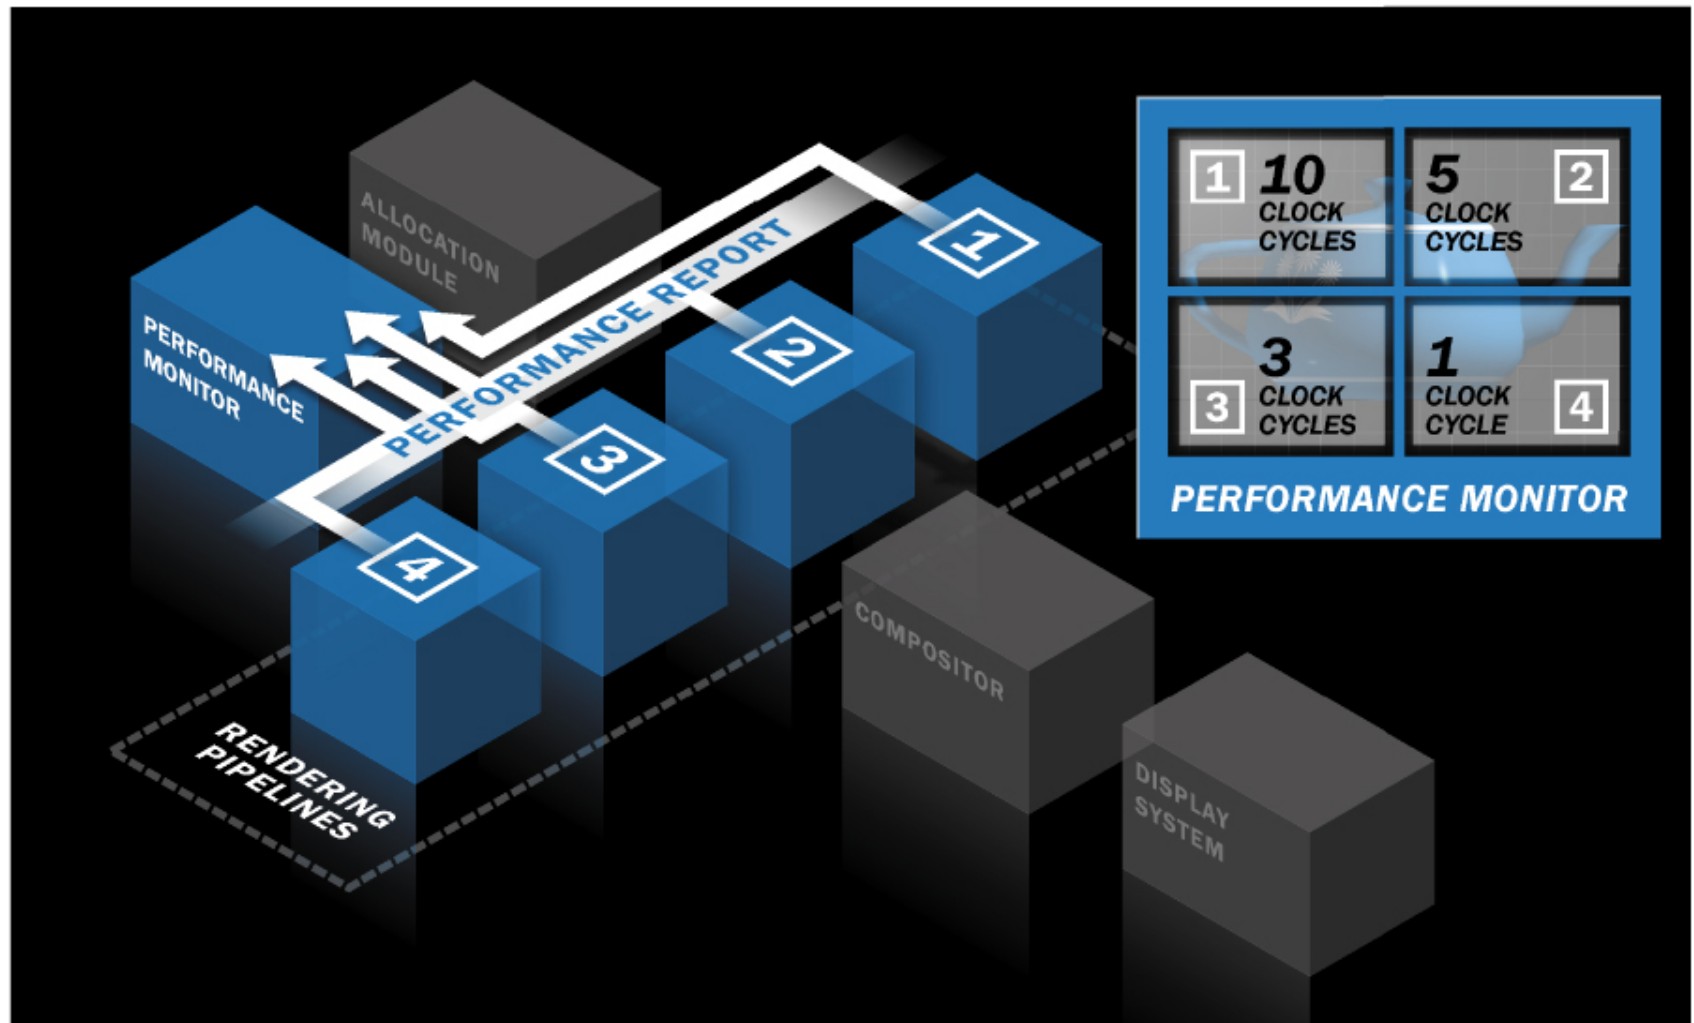 ALLOCATION
MODULE
PERFORMANCE
MONITOR
PERFORMANCE REPORT
1
2
3
4
RENDERING
PIPELINES
COMPOSITOR
DISPLAY
SYSTEM
1
10
CLOCK
CYCLES
5
CLOCK
CYCLES
2
3
3
CLOCK
CYCLES
1
CLOCK
CYCLE
4
PERFORMANCE MONITOR